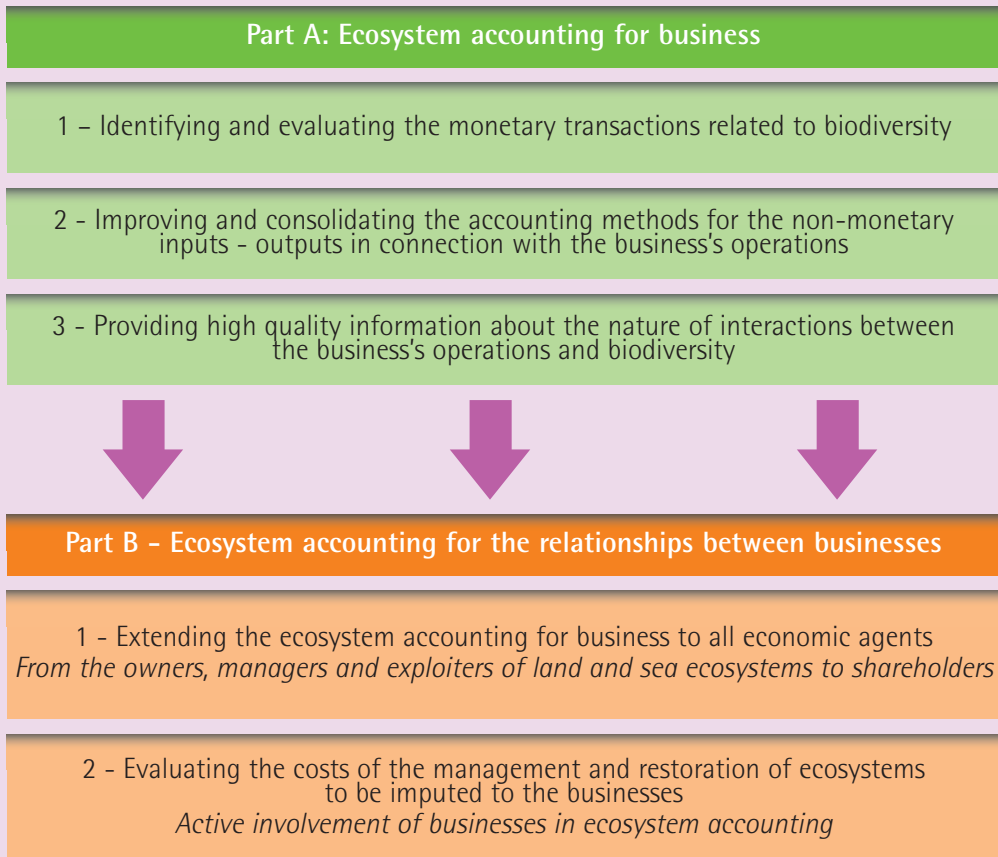 Part A: Ecosystem accounting for business
1 – Identifying and evaluating the monetary transactions related to biodiversity
2 - Improving and consolidating the accounting methods for the non-monetary
inputs - outputs in connection with the business's operations
3 - Providing high quality information about the nature of interactions between
the business's operations and biodiversity
Part B - Ecosystem accounting for the relationships between businesses
1 - Extending the ecosystem accounting for business to all economic agents
From the owners, managers and exploiters of land and sea ecosystems to shareholders
2 - Evaluating the costs of the management and restoration of ecosystems
to be imputed to the businesses
Active involvement of businesses in ecosystem accounting